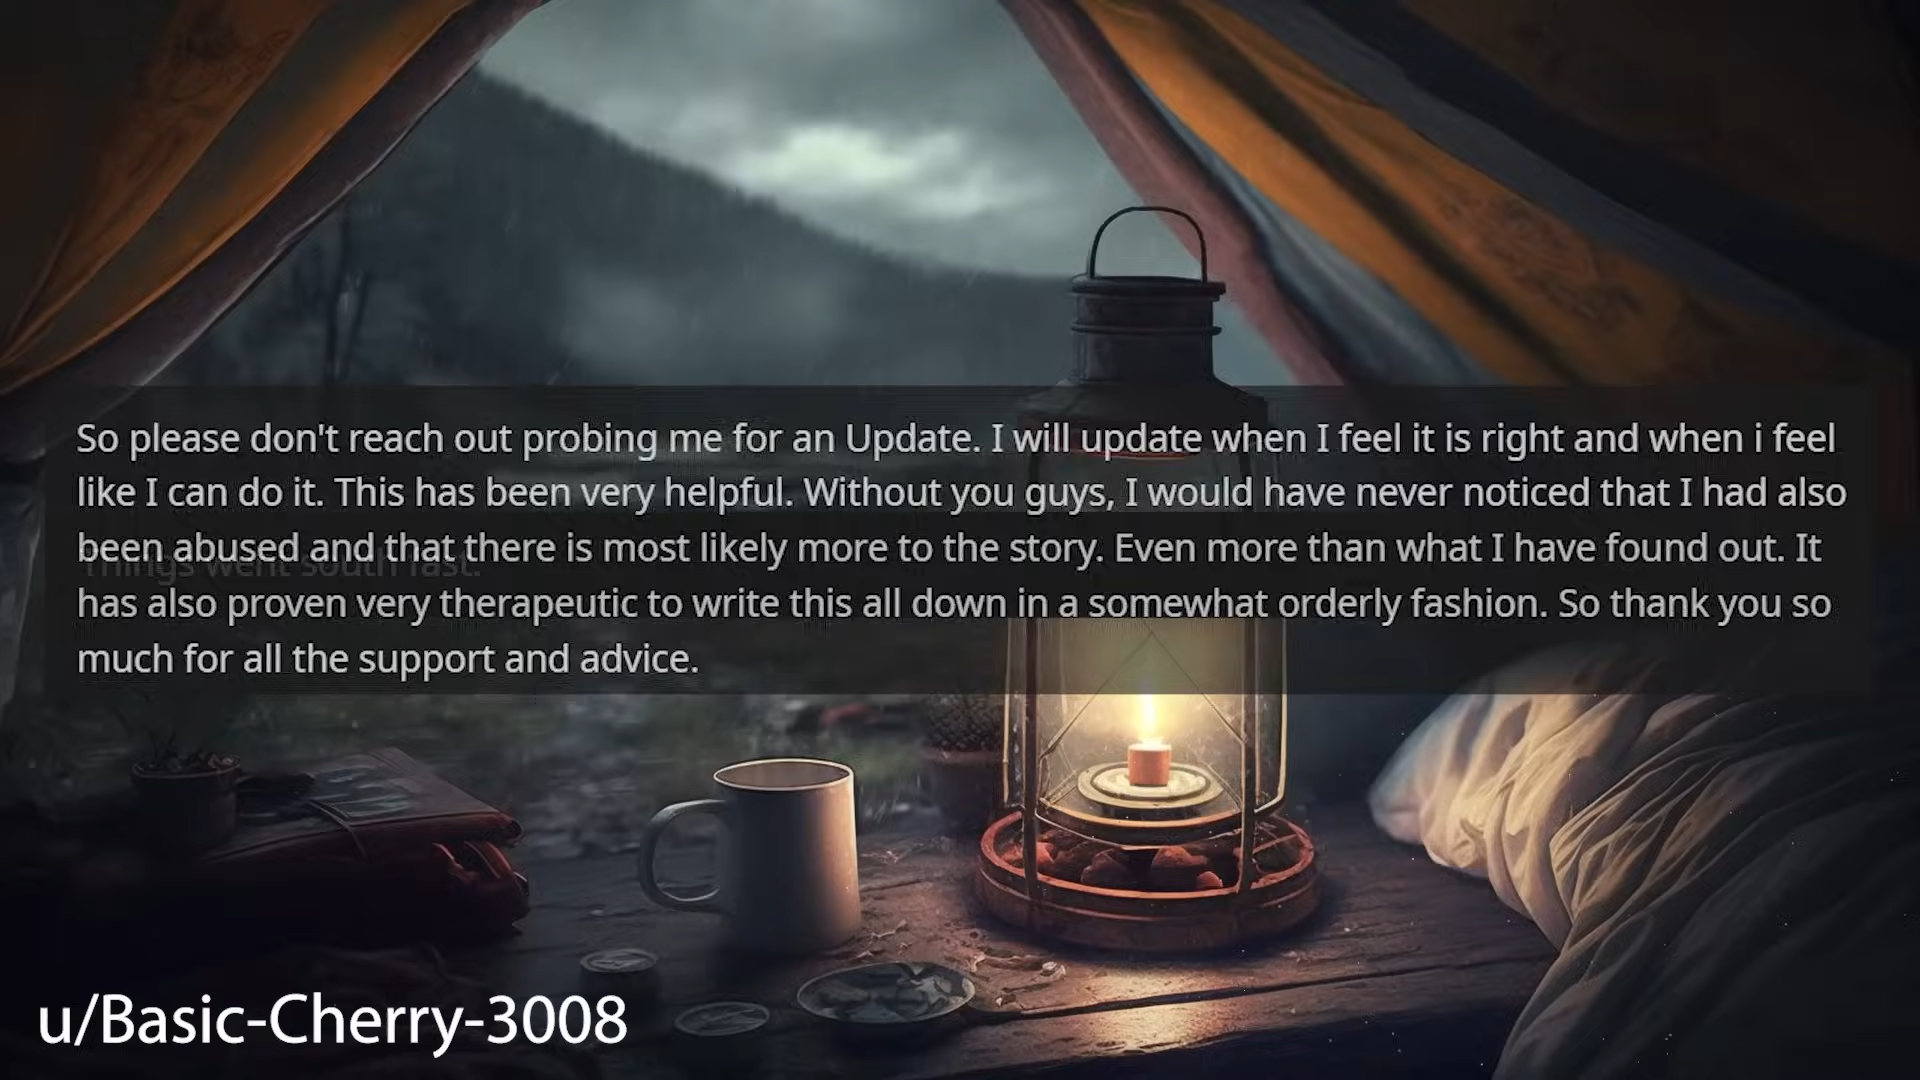 So please don't reach out probing me for an Update. I will update when I feel it is right and when i feel
like I can do it. This has been very helpful. Without you guys, I would have never noticed that I had also
been abused and that there is most likely more to the story. Even more than what I have found out. It
Things went south fast.
has also proven very therapeutic to write this all down in a somewhat orderly fashion. So thank you so
much for all the support and advice.
u/Basic-Cherry-3008